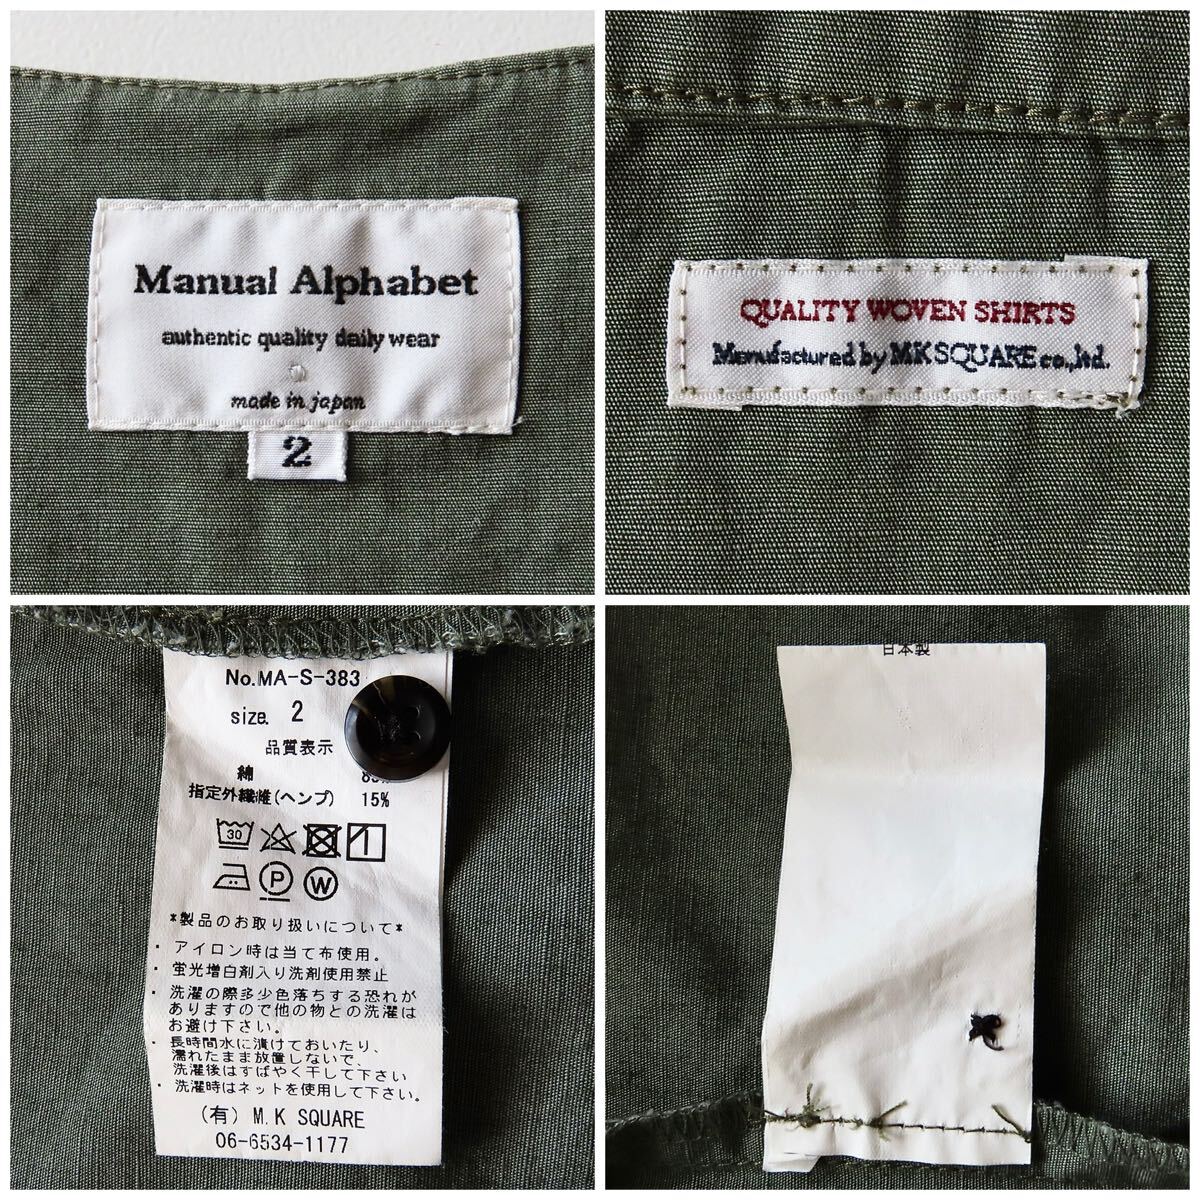 Manual Alphabet
authentic quality daily wear
made in japan
2
QUALITY WOVEN SHIRTS
Manufactured by MKSQUARE co.,ltd.
No.MA-S-383
size. 2
品質表示
綿
指定外繊維(ヘンプ) 15%
30
P
W
*製品のお取り扱いについて*
・ アイロン時は当て布使用。
・ 蛍光増白剤入り洗剤使用禁止
・ 洗濯の際多少色落ちする恐れが
ありますので他の物との洗濯は
お避け下さい。
・ 長時間水に漬けておいたり、
濡れたまま放置しないで、
洗濯後はすばやく干して下さい
・ 洗濯時はネットを使用して下さい。
(有) M.K SQUARE
06-6534-1177
日本製